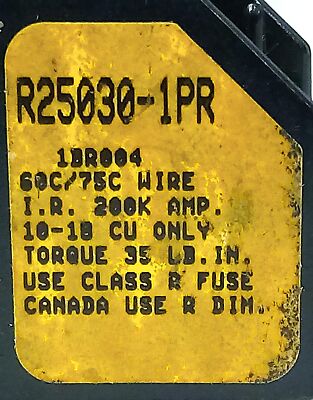 R25030-1PR
1BR004
60C/75C WIRE
I.R. 200K AMP.
10-18 CU ONLY
TORQUE 35 LB.IN.
USE CLASS R FUSE
CANADA USE R DIM.